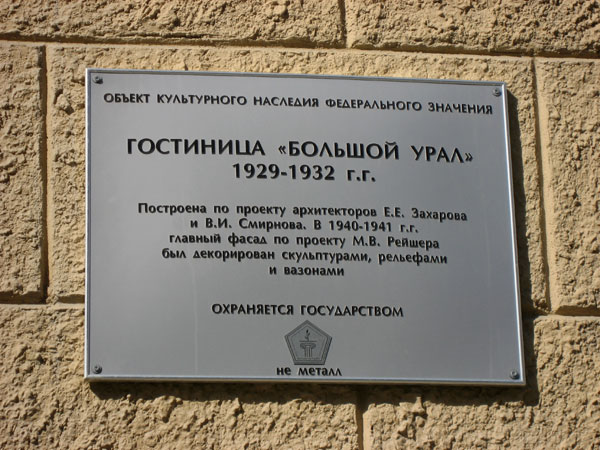 ОБЪЕКТ КУЛЬТУРНОГО НАСЛЕДИЯ ФЕДЕРАЛЬНОГО ЗНАЧЕНИЯ
ГОСТИНИЦА «БОЛЬШОЙ УРАЛ»
1929-1932 г.г.
Построена по проекту архитекторов Е.Е. Захарова
и В.И. Смирнова. В 1940-1941 г.г.
главный фасад по проекту М.В. Рейшера
был декорирован скульптурами, рельефами
и вазонами
ОХРАНЯЕТСЯ ГОСУДАРСТВОМ
не металл